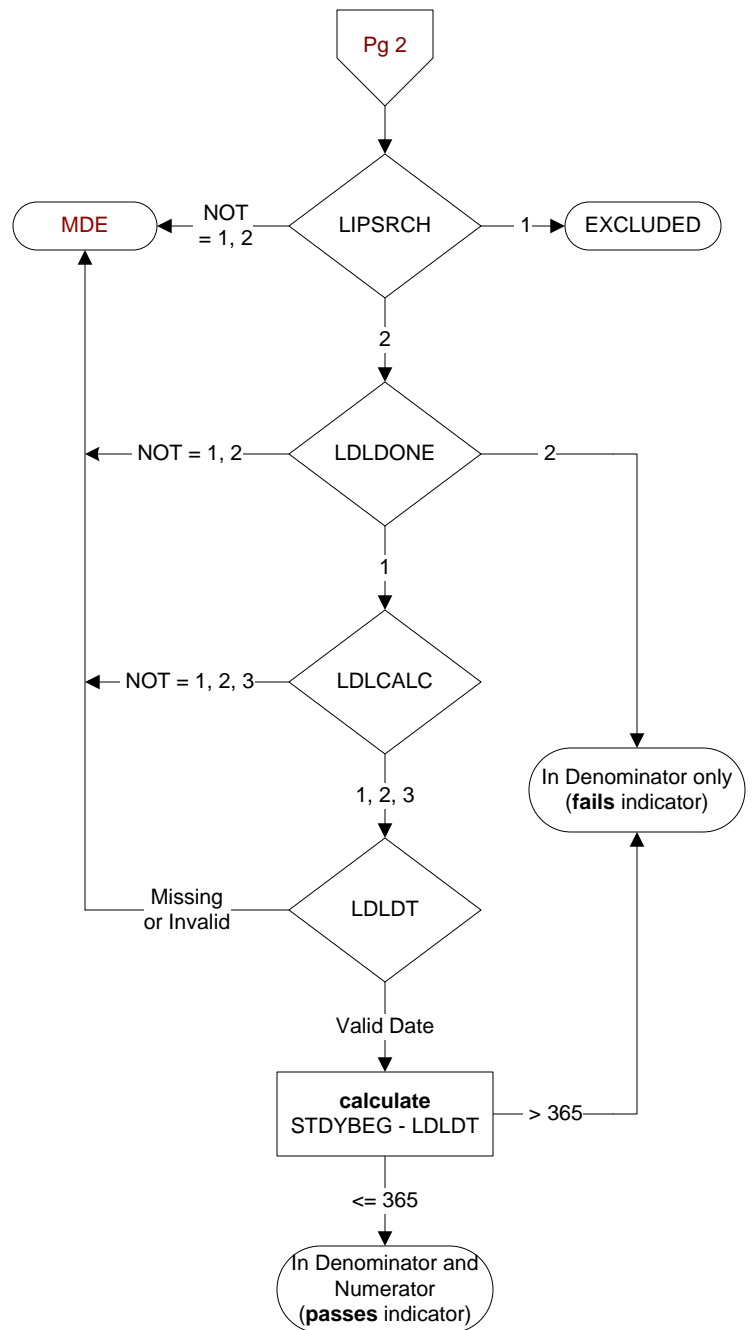 Pg 2
MDE
NOT
= 1, 2
LIPSRCH
1
EXCLUDED
2
NOT = 1, 2
LDLDONE
2
1
NOT = 1, 2, 3
LDLCALC
1, 2, 3
In Denominator only
(fails indicator)
Missing
or Invalid
LDLDT
Valid Date
calculate
STDYBEG - LDLDT
> 365
<= 365
In Denominator and
Numerator
(passes indicator)